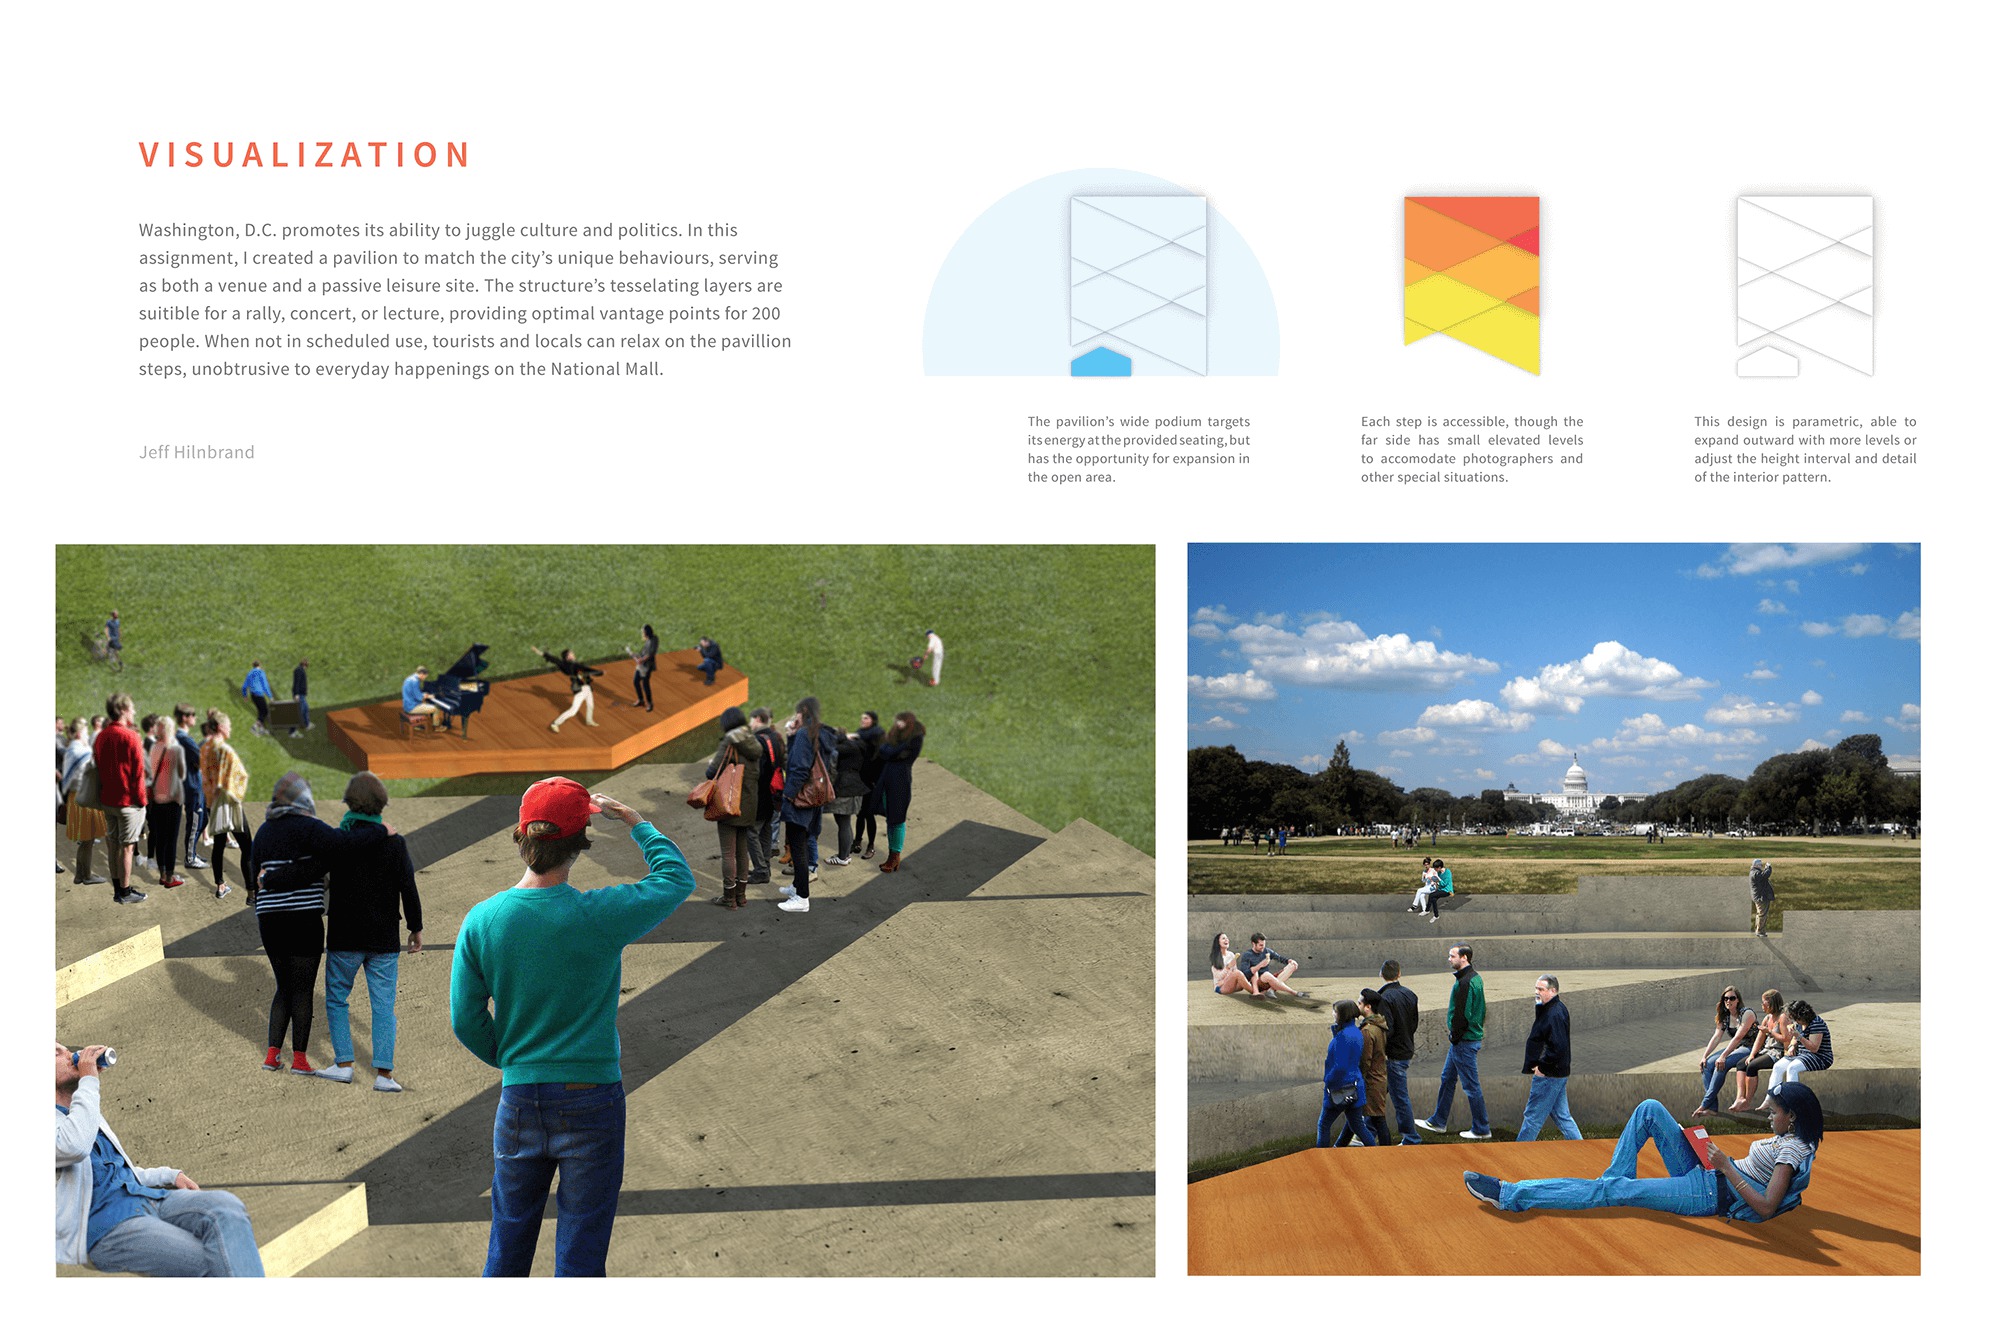 VISUALIZATION
Washington, D.C. promotes its ability to juggle culture and politics. In this
assignment, I created a pavilion to match the city’s unique behaviours, serving
as both a venue and a passive leisure site. The structure’s tesselating layers are
suitible for a rally, concert, or lecture, providing optimal vantage points for 200
people. When not in scheduled use, tourists and locals can relax on the pavillion
steps, unobtrusive to everyday happenings on the National Mall.
Jeff Hilnbrand
The pavilion’s wide podium targets
its energy at the provided seating, but
has the opportunity for expansion in
the open area.
Each step is accessible, though the
far side has small elevated levels
to accomodate photographers and
other special situations.
This design is parametric, able to
expand outward with more levels or
adjust the height interval and detail
of the interior pattern.